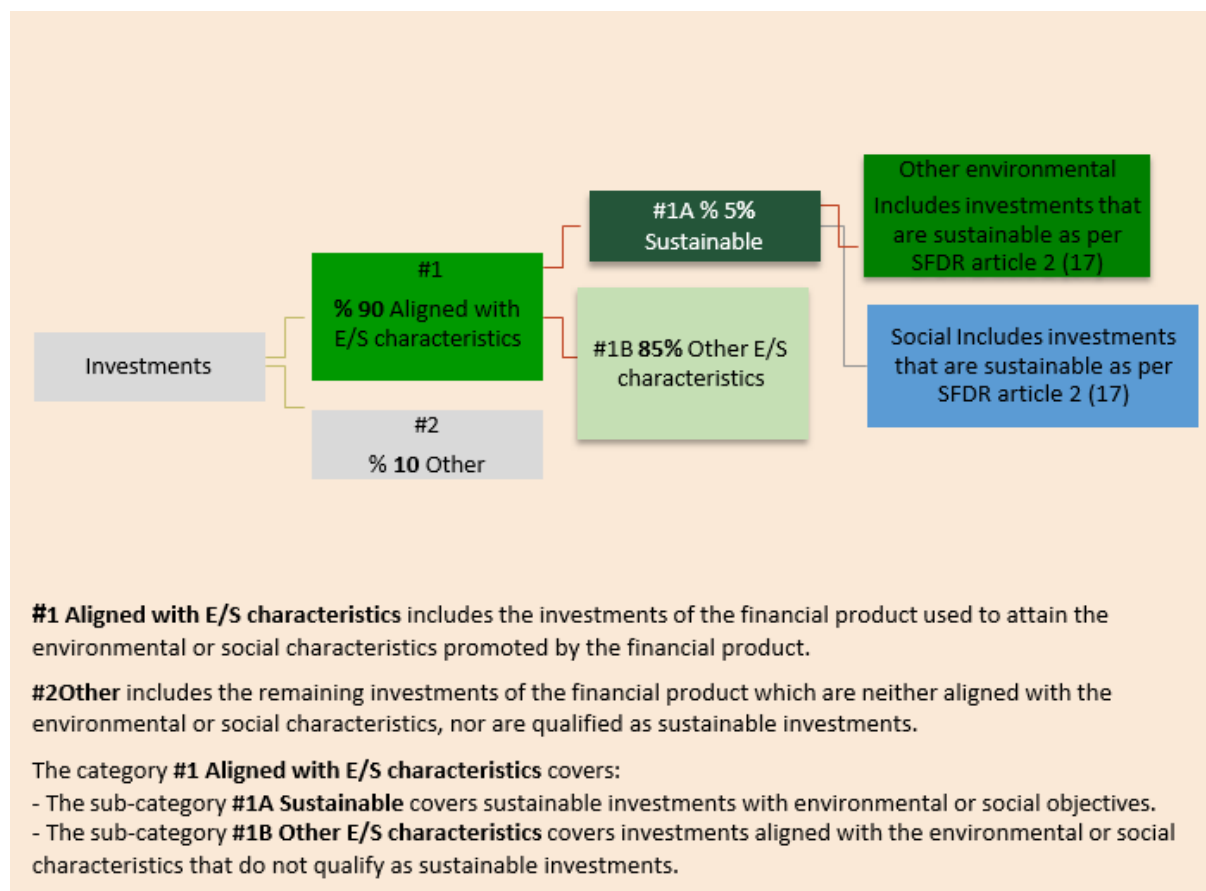 Investments
#1
% 90 Aligned with
E/S characteristics
#2
% 10 Other
#1A % 5%
Sustainable
#1B 85% Other E/S
characteristics
Other environmental
Includes investments that
are sustainable as per
SFDR article 2 (17)
Social Includes investments
that are sustainable as per
SFDR article 2 (17)
#1 Aligned with E/S characteristics includes the investments of the financial product used to attain the
environmental or social characteristics promoted by the financial product.
#2Other includes the remaining investments of the financial product which are neither aligned with the
environmental or social characteristics, nor are qualified as sustainable investments.
The category #1 Aligned with E/S characteristics covers:
- The sub-category #1A Sustainable covers sustainable investments with environmental or social objectives.
- The sub-category #1B Other E/S characteristics covers investments aligned with the environmental or social
characteristics that do not qualify as sustainable investments.